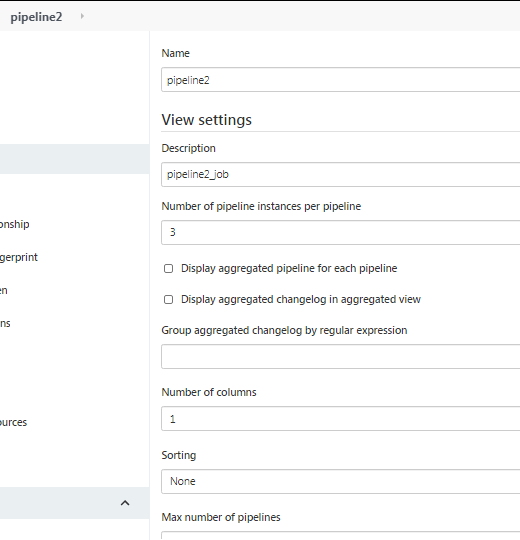 pipeline2
Name
pipeline2
View settings
Description
pipeline2_job
Number of pipeline instances per pipeline
3
onship
Display aggregated pipeline for each pipeline
gerprint
en
Display aggregated changelog in aggregated view
ns
Group aggregated changelog by regular expression
Number of columns
1
ources
Sorting
None
Max number of pipelines